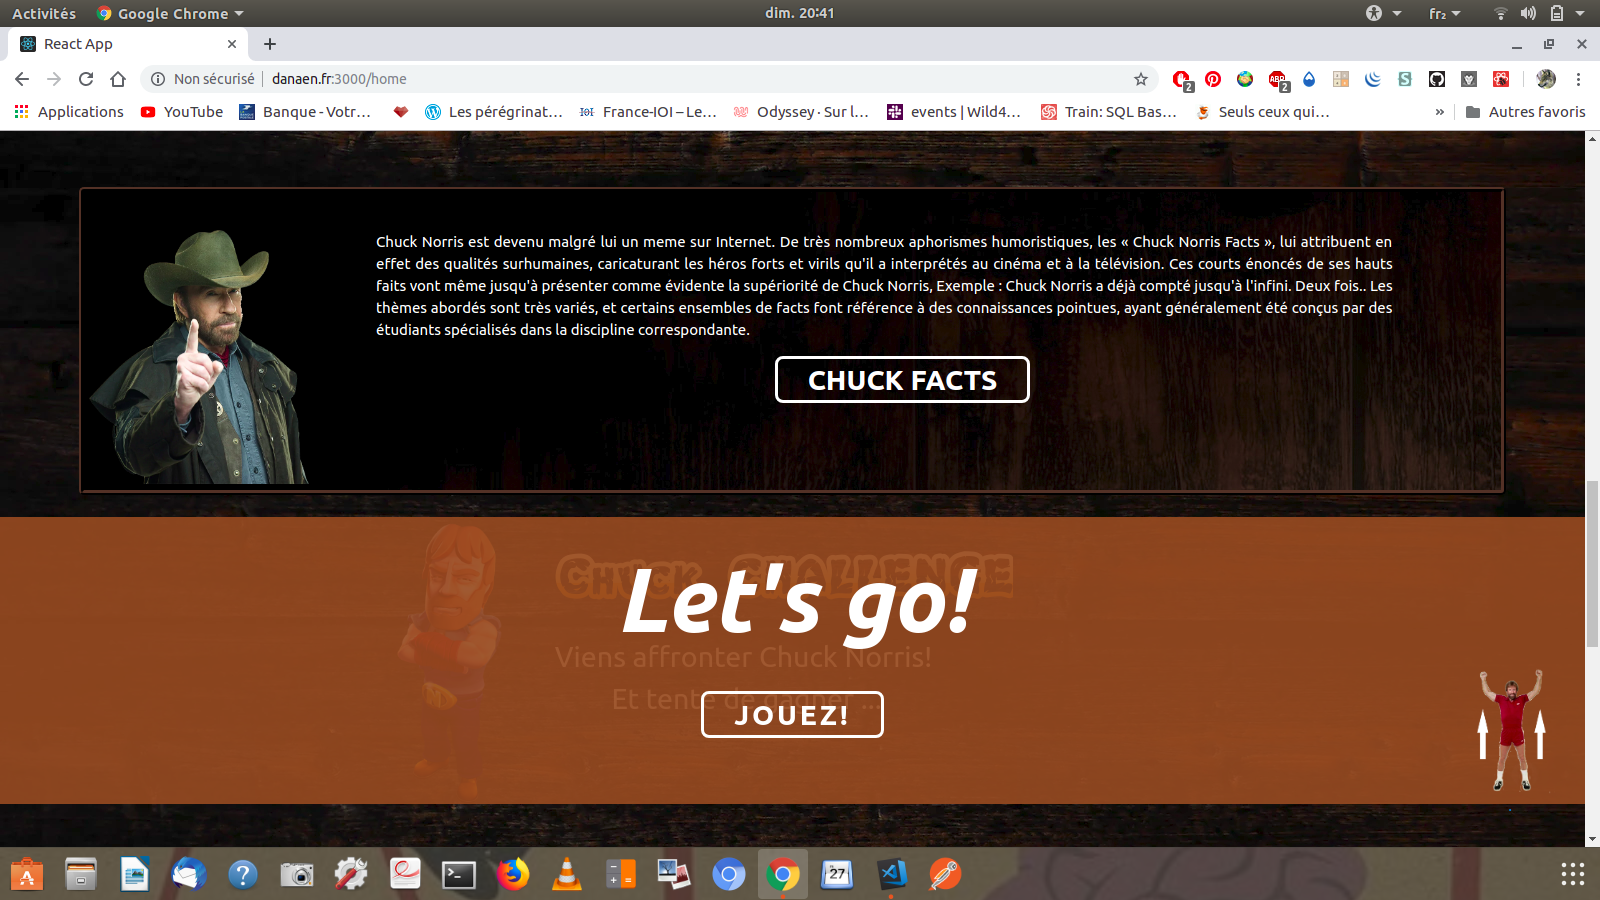 Activités
Google Chrome
dim. 20:41
fr₂
React App
Non sécurisé
danaen.fr:3000/home
2
2
Applications
YouTube
Banque - Votr…
Les pérégrinat…
France-IOI – Le…
Odyssey · Sur l…
events | Wild4…
Train: SQL Bas…
Seuls ceux qui…
»
Autres favoris
Chuck Norris est devenu malgré lui un meme sur Internet. De très nombreux aphorismes humoristiques, les « Chuck Norris Facts », lui attribuent en
effet des qualités surhumaines, caricaturant les héros forts et virils qu'il a interprétés au cinéma et à la télévision. Ces courts énoncés de ses hauts
faits vont même jusqu'à présenter comme évidente la supériorité de Chuck Norris, Exemple : Chuck Norris a déjà compté jusqu'à l'infini. Deux fois.. Les
thèmes abordés sont très variés, et certains ensembles de facts font référence à des connaissances pointues, ayant généralement été conçus par des
étudiants spécialisés dans la discipline correspondante.
CHUCK FACTS
CHUCK CHALLENGE
Let's go!
Viens affronter Chuck Norris!
Et tente de gagner ...
JOUEZ!
27